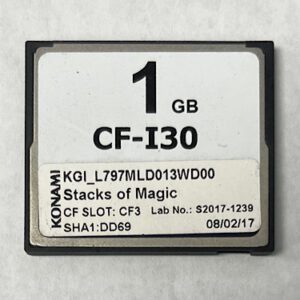 1 GB
CF-I30
KONAMI
KGI_L797MLD013WD00
Stacks of Magic
CF SLOT: CF3 Lab No.: S2017-1239
SHA1:DD69 08/02/17